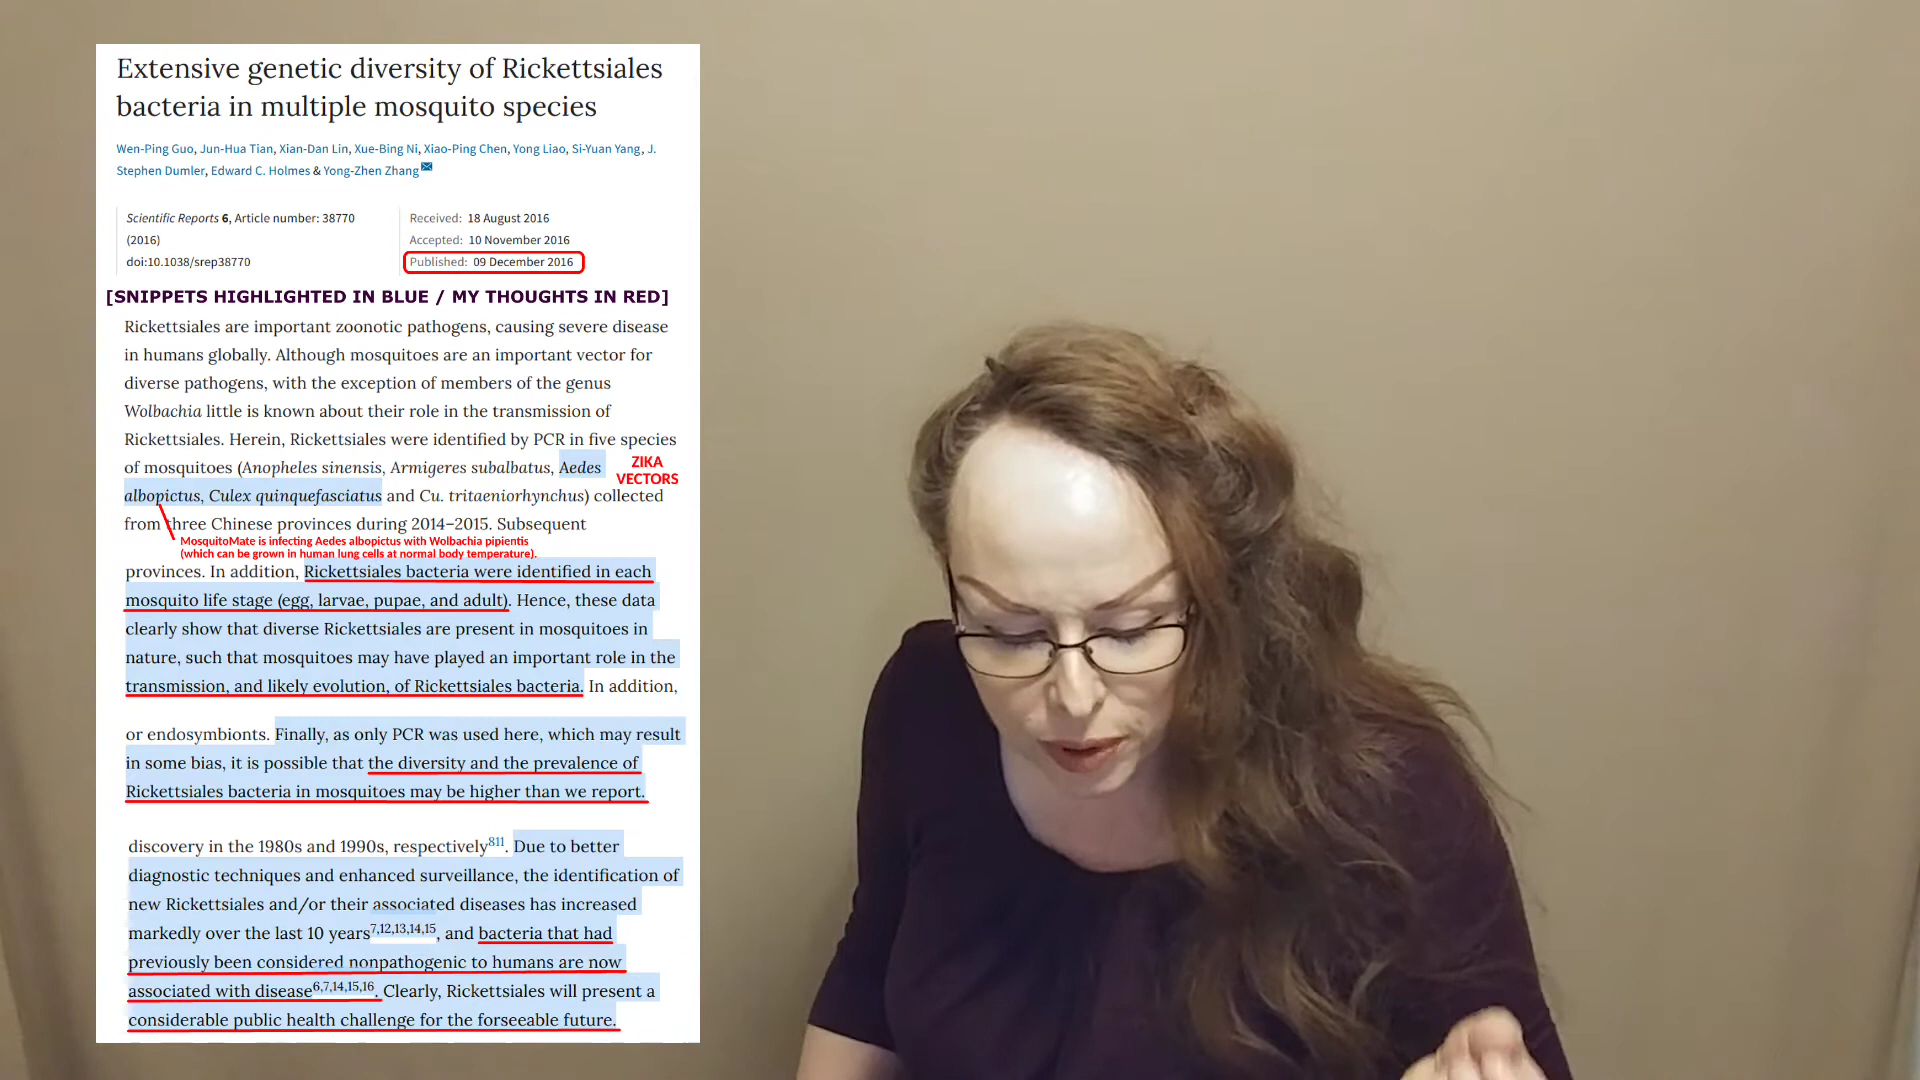 Extensive genetic diversity of Rickettsiales
bacteria in multiple mosquito species
Wen-Ping Guo, Jun-Hua Tian, Xian-Dan Lin, Xue-Bing Ni, Xiao-Ping Chen, Yong Liao, Si-Yuan Yang, J.
Stephen Dumler, Edward C. Holmes & Yong-Zhen Zhang
Scientific Reports 6, Article number: 38770
(2016)
doi:10.1038/srep38770
Received: 18 August 2016
Accepted: 10 November 2016
Published: 09 December 2016
[SNIPPETS HIGHLIGHTED IN BLUE / MY THOUGHTS IN RED]
Rickettsiales are important zoonotic pathogens, causing severe disease
in humans globally. Although mosquitoes are an important vector for
diverse pathogens, with the exception of members of the genus
Wolbachia little is known about their role in the transmission of
Rickettsiales. Herein, Rickettsiales were identified by PCR in five species
of mosquitoes (Anopheles sinensis, Armigeres subalbatus, Aedes
albopictus, Culex quinquefasciatus and Cu. tritaeniorhynchus) collected
from three Chinese provinces during 2014–2015. Subsequent
ZIKA
VECTORS
MosquitoMate is infecting Aedes albopictus with Wolbachia pipientis
(which can be grown in human lung cells at normal body temperature).
provinces. In addition, Rickettsiales bacteria were identified in each
mosquito life stage (egg, larvae, pupae, and adult). Hence, these data
clearly show that diverse Rickettsiales are present in mosquitoes in
nature, such that mosquitoes may have played an important role in the
transmission, and likely evolution, of Rickettsiales bacteria. In addition,
or endosymbionts. Finally, as only PCR was used here, which may result
in some bias, it is possible that the diversity and the prevalence of
Rickettsiales bacteria in mosquitoes may be higher than we report.
discovery in the 1980s and 1990s, respectively811. Due to better
diagnostic techniques and enhanced surveillance, the identification of
new Rickettsiales and/or their associated diseases has increased
markedly over the last 10 years7,12,13,14,15, and bacteria that had
previously been considered nonpathogenic to humans are now
associated with disease6,7,14,15,16. Clearly, Rickettsiales will present a
considerable public health challenge for the forseeable future.